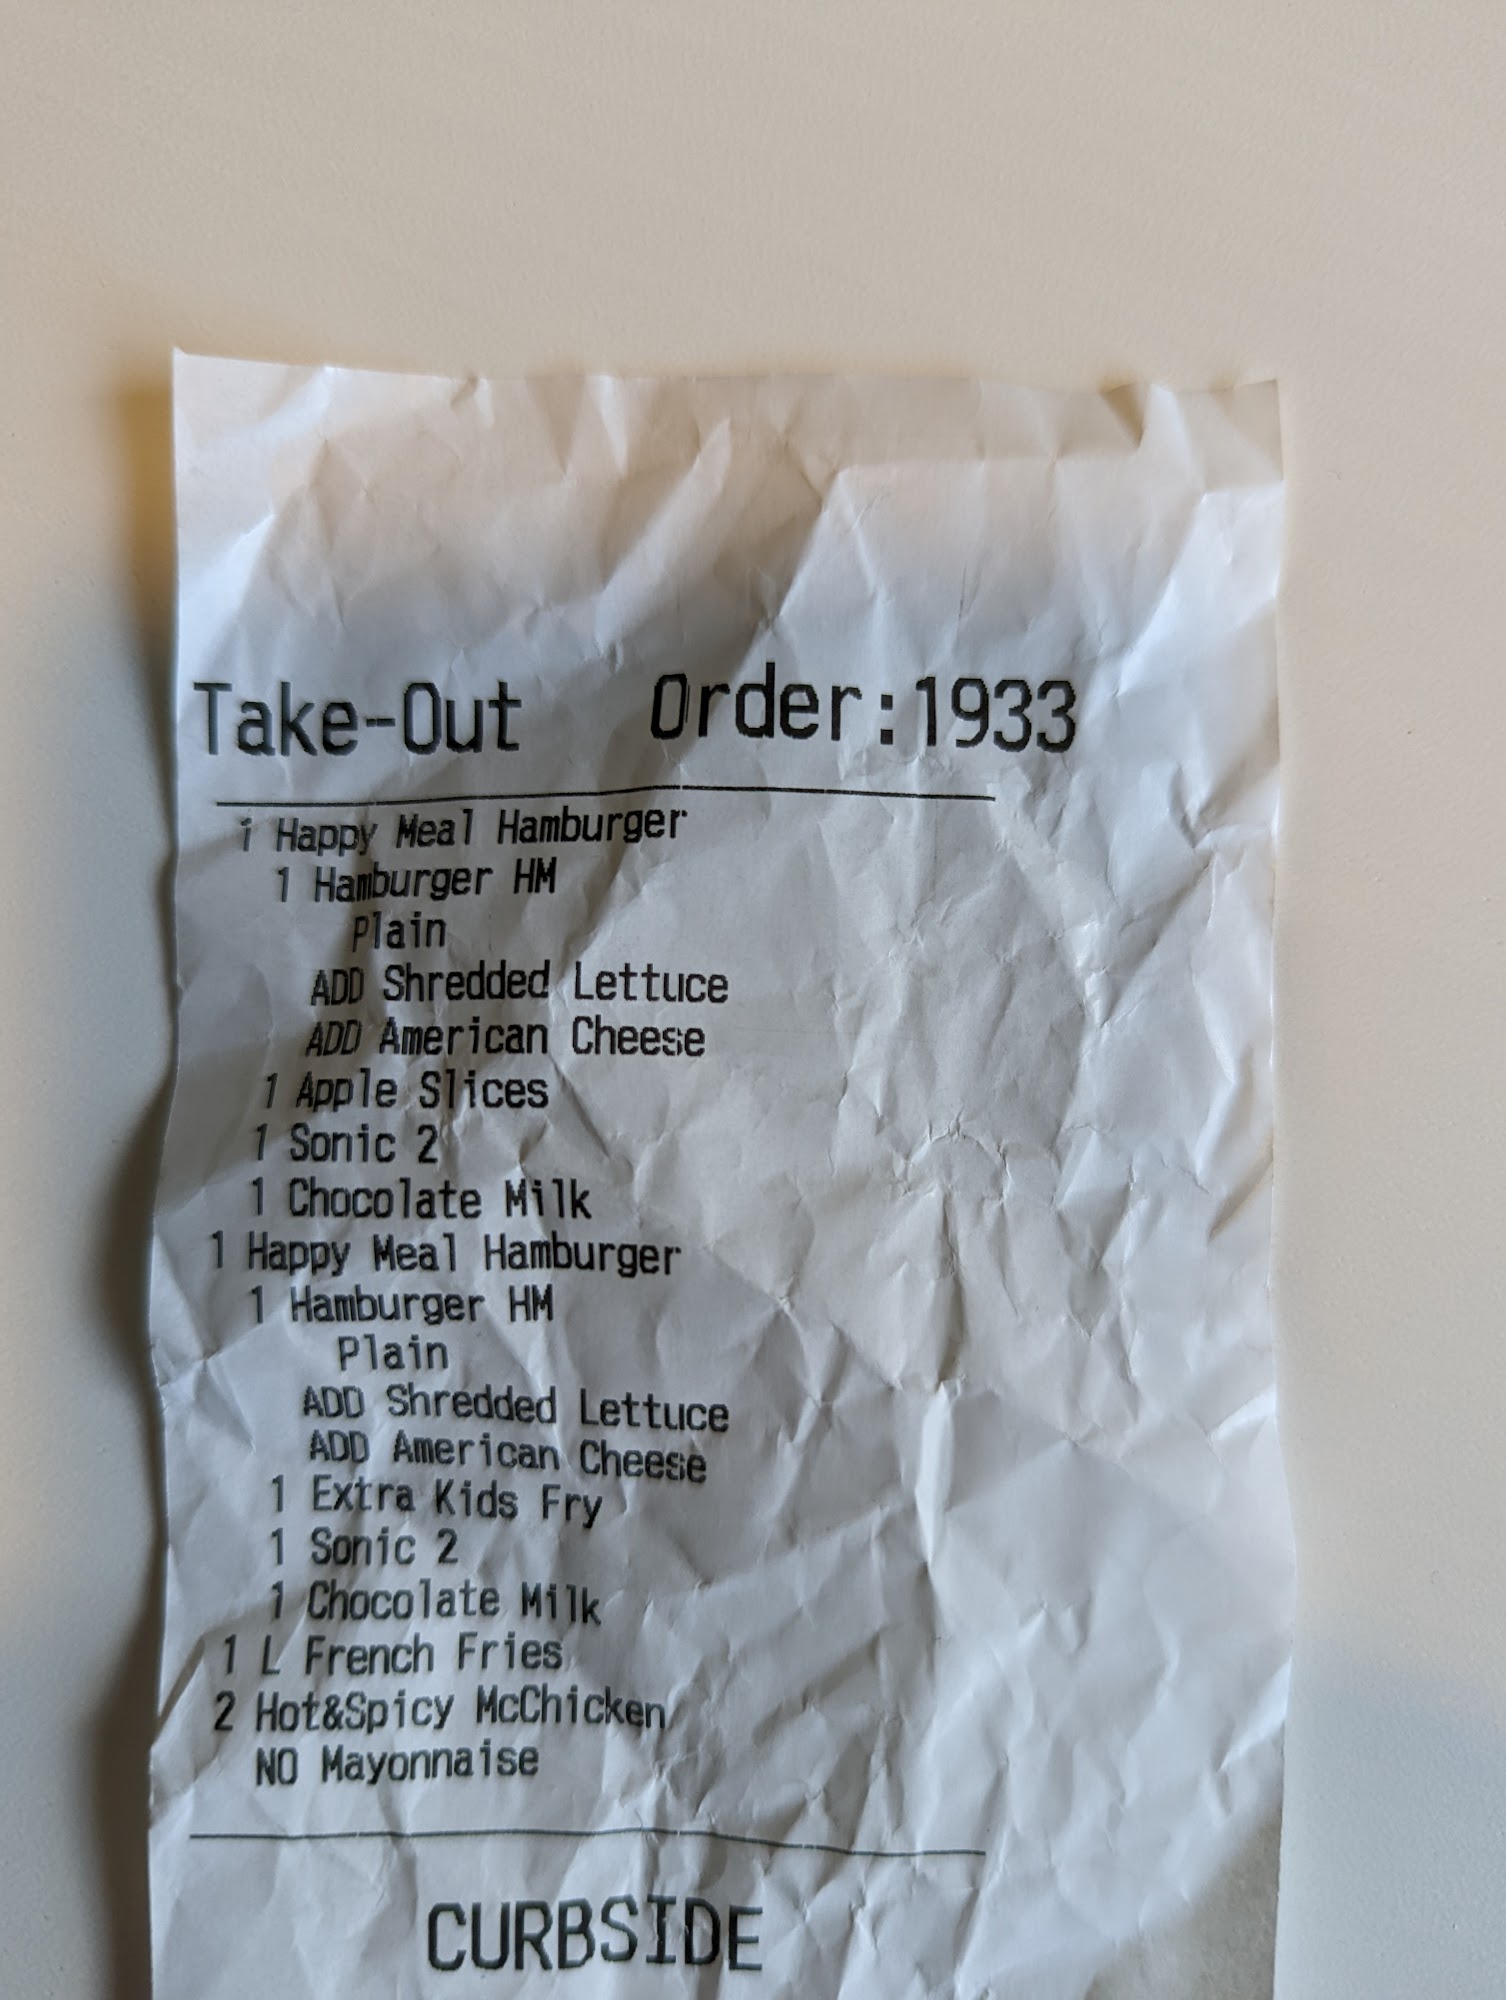 Take-Out Order:1933
1 Happy Meal Hamburger
1 Hamburger HM
Plain
ADD Shredded Lettuce
ADD American Cheese
1 Apple Slices
1 Sonic 2
1 Chocolate Milk
1 Happy Meal Hamburger
1 Hamburger HM
Plain
ADD Shredded Lettuce
ADD American Cheese
1 Extra Kids Fry
1 Sonic 2
1 Chocolate Milk
1 L French Fries
2 Hot&Spicy McChicken
NO Mayonnaise
CURBSIDE